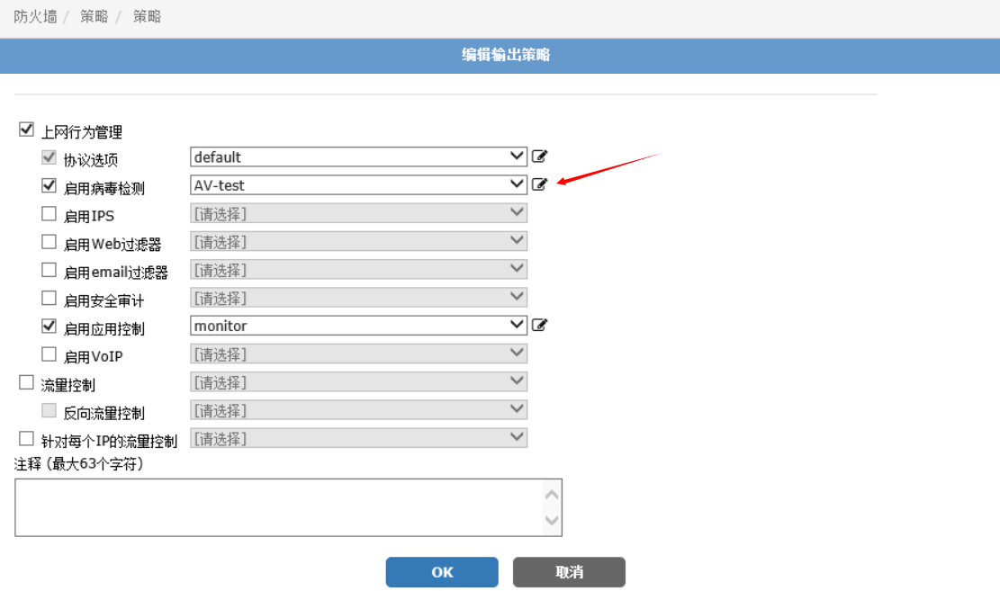 防火墙 / 策略 / 策略
编辑输出策略
上网行为管理
协议选项 default
启用病毒检测 AV-test
启用IPS [请选择]
启用Web过滤器 [请选择]
启用email过滤器 [请选择]
启用安全审计 [请选择]
启用应用控制 monitor
启用VoIP [请选择]
流量控制 [请选择]
反向流量控制 [请选择]
针对每个IP的流量控制 [请选择]
注释 (最大63个字符)
OK 取消